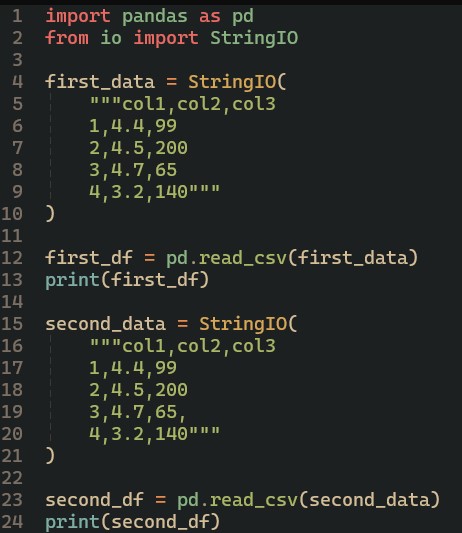 1 import pandas as pd
2 from io import StringIO
3
4 first_data = StringIO(
5     """col1,col2,col3
6     1,4.4,99
7     2,4.5,200
8     3,4.7,65
9     4,3.2,140"""
10 )
11
12 first_df = pd.read_csv(first_data)
13 print(first_df)
14
15 second_data = StringIO(
16     """col1,col2,col3
17     1,4.4,99
18     2,4.5,200
19     3,4.7,65,
20     4,3.2,140"""
21 )
22
23 second_df = pd.read_csv(second_data)
24 print(second_df)